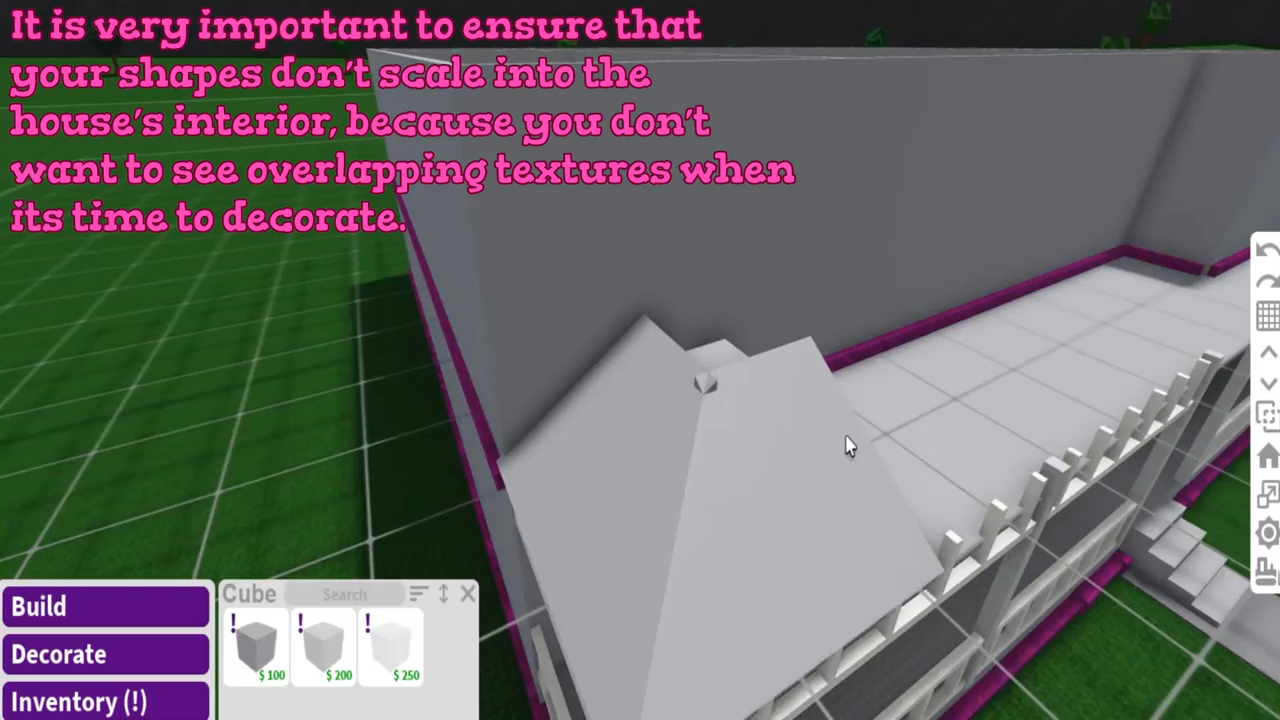 It is very important to ensure that
your shapes don't scale into the
house's interior, because you don't
want to see overlapping textures when
its time to decorate.
Build
Decorate
Inventory (!)
Cube
Search
! ! !
$ 100 $ 200 $ 250